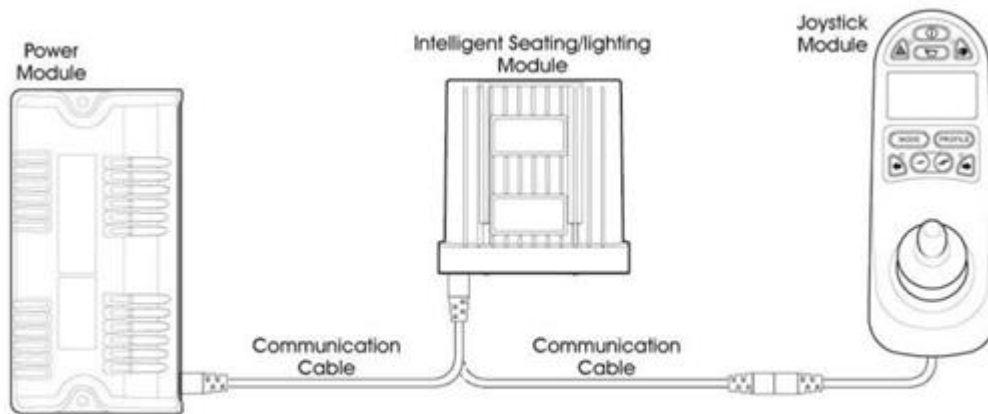 Power
Module
Intelligent Seating/lighting
Module
Joystick
Module
MODE
PROFILE
Communication
Cable
Communication
Cable